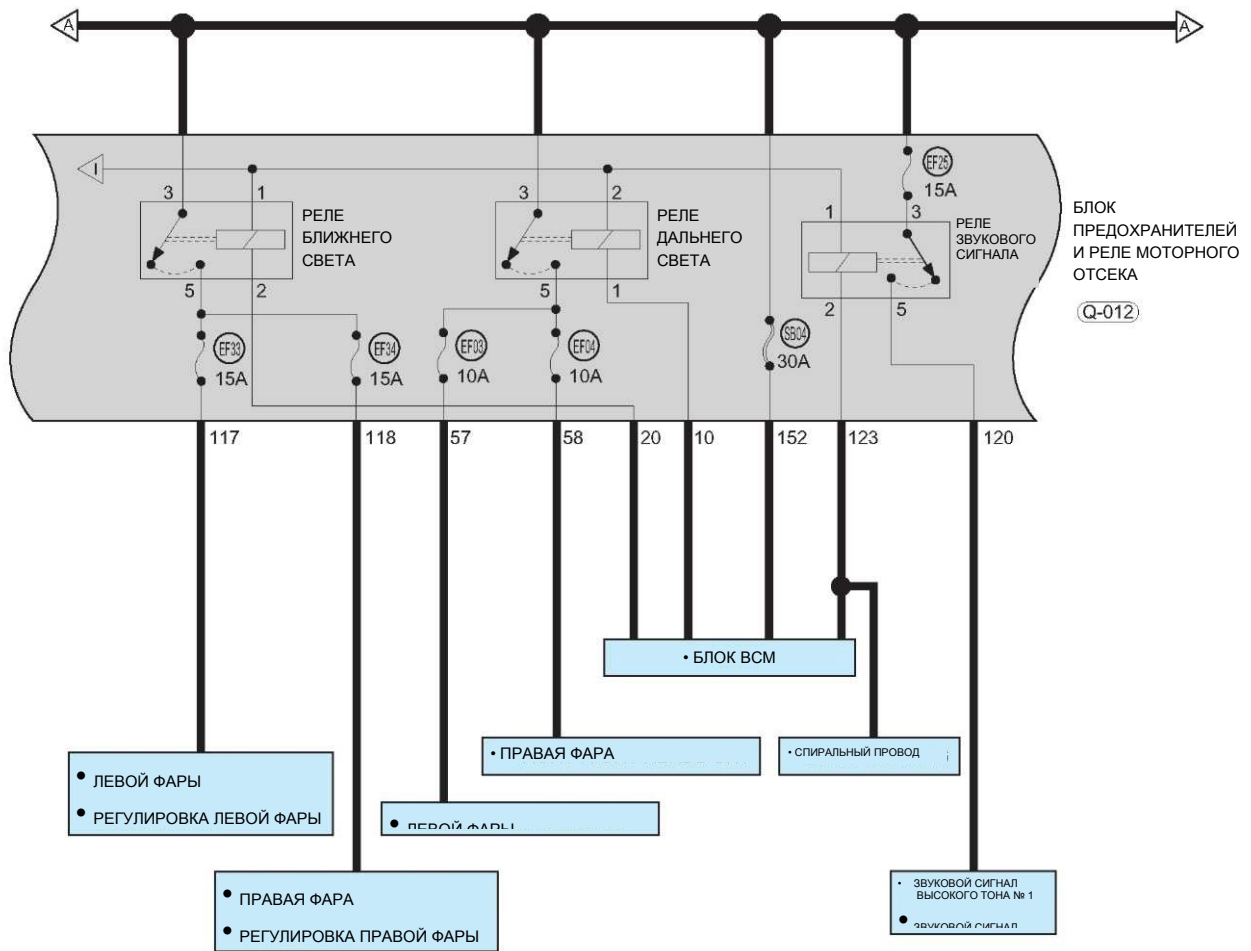 A
A
I
EF25
15A
3
1
3
2
1
3
РЕЛЕ
БЛИЖНЕГО
СВЕТА
РЕЛЕ
ДАЛЬНЕГО
СВЕТА
РЕЛЕ
ЗВУКОВОГО
СИГНАЛА
БЛОК
ПРЕДОХРАНИТЕЛЕЙ
И РЕЛЕ МОТОРНОГО
ОТСЕКА
Q-012
5
2
5
1
2
5
EF33
15A
EF34
15A
EF03
10A
EF04
10A
SB04
30A
117
118
57
58
20
10
152
123
120
• БЛОК BCM
• ПРАВАЯ ФАРА
• СПИРАЛЬНЫЙ ПРОВОД
• ЛЕВОЙ ФАРЫ
• РЕГУЛИРОВКА ЛЕВОЙ ФАРЫ
• ЛЕВОЙ ФАРЫ
• ПРАВАЯ ФАРА
• РЕГУЛИРОВКА ПРАВОЙ ФАРЫ
• ЗВУКОВОЙ СИГНАЛ
ВЫСОКОГО ТОНА № 1
• ЗВУКОВОЙ СИГНАЛ